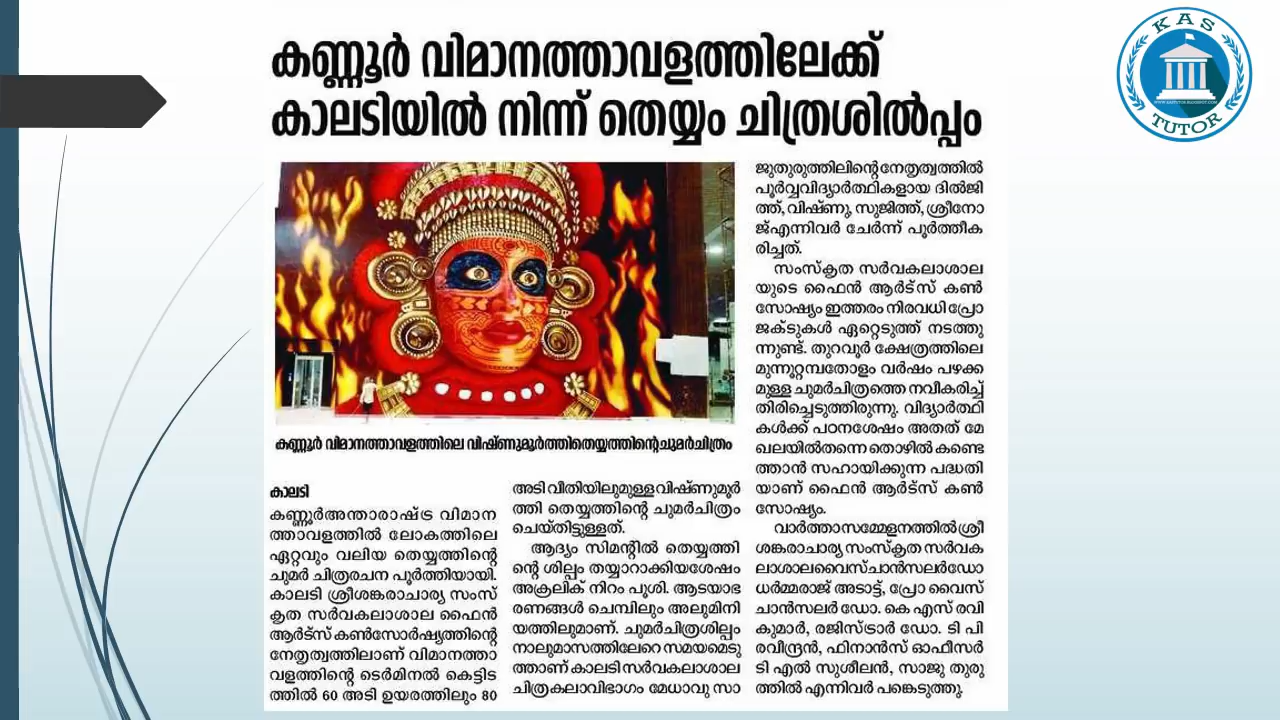 കണ്ണൂർ വിമാനത്താവളത്തിലേക്ക്
കാലടിയിൽ നിന്ന് തെയ്യം ചിത്രശിൽപ്പം
KAS
WWW.KASTUTOR.BLOGSPOT.COM
TUTOR
കണ്ണൂർ വിമാനത്താവളത്തിലെ വിഷ്ണുമൂർത്തിതെയ്യത്തിന്റെചുമർചിത്രം
കാലടി
കണ്ണൂർഅന്താരാഷ്ട്ര വിമാന
ത്താവളത്തിൽ ലോകത്തിലെ
ഏറ്റവും വലിയ തെയ്യത്തിന്റെ
ചുമർ ചിത്രരചന പൂർത്തിയായി.
കാലടി ശ്രീശങ്കരാചാര്യ സംസ്
കൃത സർവകലാശാല ഫൈൻ
ആർട്സ് കൺസോർഷ്യത്തിന്റെ
നേതൃത്വത്തിലാണ് വിമാനത്താ
വളത്തിന്റെ ടെർമിനൽ കെട്ടിട
ത്തിൽ 60 അടി ഉയരത്തിലും 80
അടി വീതിയിലുമുള്ള വിഷ്ണുമൂർ
ത്തി തെയ്യത്തിന്റെ ചുമർചിത്രം
ചെയ്തിട്ടുള്ളത്.
ആദ്യം സിമന്റിൽ തെയ്യത്തി
ന്റെ ശില്പം തയ്യാറാക്കിയശേഷം
അക്രലിക് നിറം പൂശി. ആടയാഭ
രണങ്ങൾ ചെമ്പിലും അലുമിനി
യത്തിലുമാണ്. ചുമർചിത്രശില്പം
നാലുമാസത്തിലേറെ സമയമെടു
ത്താണ് കാലടി സർവകലാശാല
ചിത്രകലാവിഭാഗം മേധാവു സാ
ജുതുരുത്തിലിന്റെ നേതൃത്വത്തിൽ
പൂർവ്വവിദ്യാർത്ഥികളായ ദിൽജി
ത്ത്, വിഷ്ണു, സുജിത്ത്, ശ്രീനോ
ജ്എന്നിവർ ചേർന്ന് പൂർത്തീക
രിച്ചത്.
സംസ്കൃത സർവകലാശാല
യുടെ ഫൈൻ ആർട്സ് കൺ
സോഷ്യം ഇത്തരം നിരവധി പ്രോ
ജക്ടുകൾ ഏറ്റെടുത്ത് നടത്തു
ന്നുണ്ട്. തുറവൂർ ക്ഷേത്രത്തിലെ
മുന്നൂറ്റമ്പതോളം വർഷം പഴക്ക
മുള്ള ചുമർചിത്രത്തെ നവീകരിച്ച്
തിരിച്ചെടുത്തിരുന്നു. വിദ്യാർത്ഥി
കൾക്ക് പഠനശേഷം അതത് മേ
ഖലയിൽതന്നെ തൊഴിൽ കണ്ടെ
ത്താൻ സഹായിക്കുന്ന പദ്ധതി
യാണ് ഫൈൻ ആർട്സ് കൺ
സോഷ്യം.
വാർത്താസമ്മേളനത്തിൽ ശ്രീ
ശങ്കരാചാര്യ സംസ്കൃത സർവക
ലാശാലവൈസ്ചാൻസലർഡോ
ധർമ്മരാജ് അടാട്ട്, പ്രോ വൈസ്
ചാൻസലർ ഡോ. കെ എസ് രവി
കുമാർ, രജിസ്ട്രാർ ഡോ. ടി പി
രവീന്ദ്രൻ, ഫിനാൻസ് ഓഫീസർ
ടി എൽ സുശീലൻ, സാജു തുരു
ത്തിൽ എന്നിവർ പങ്കെടുത്തു.